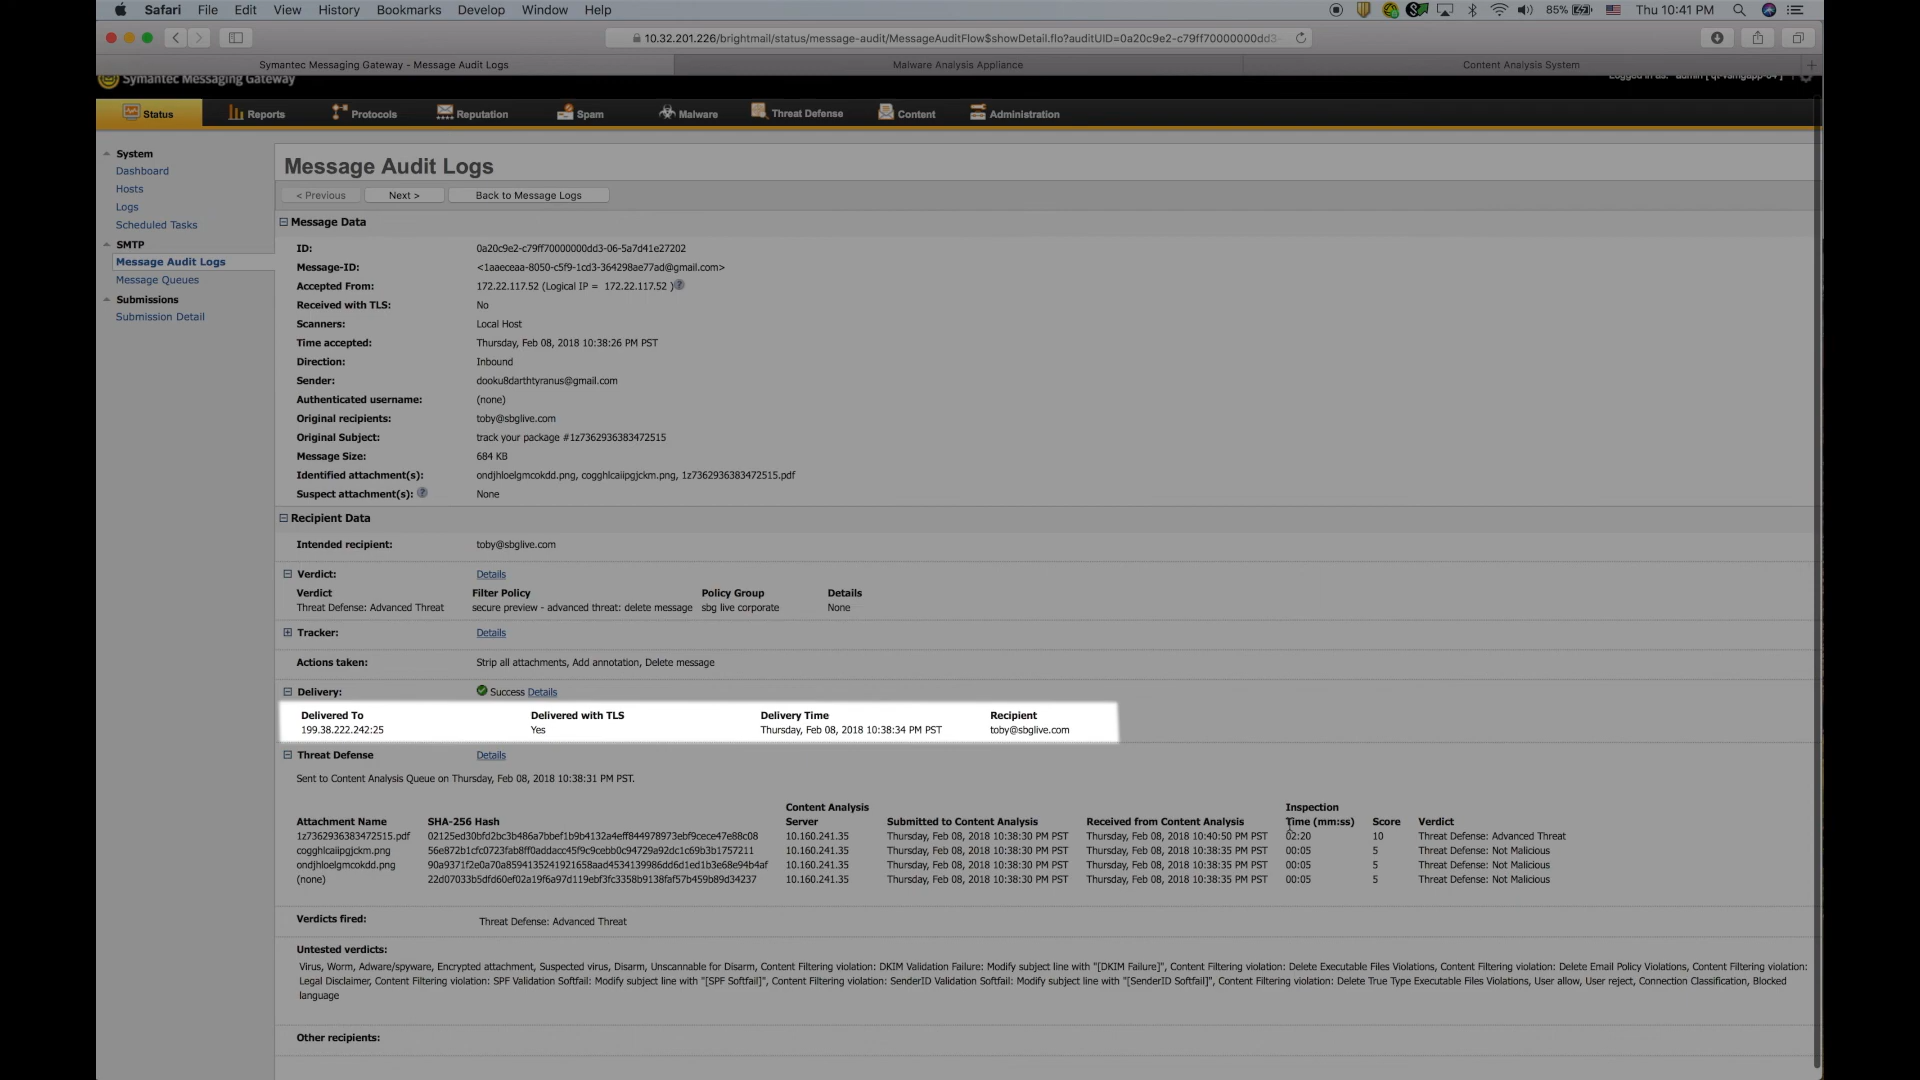 Safari File Edit View History Bookmarks Develop Window Help 85% Thu 10:41 PM
10.32.201.226/brightmail/status/message-audit/MessageAuditFlow$showDetail.flo?auditUID=0a20c9e2-c79ff70000000dd3-
Symantec Messaging Gateway - Message Audit Logs Malware Analysis Appliance Content Analysis System
Symantec Messaging Gateway
Status Reports Protocols Reputation Spam Malware Threat Defense Content Administration
System
Dashboard
Hosts
Logs
Scheduled Tasks
SMTP
Message Audit Logs
Message Queues
Submissions
Submission Detail
Message Audit Logs
< Previous Next > Back to Message Logs
Message Data
ID: 0a20c9e2-c79ff70000000dd3-06-5a7d41e27202
Message-ID: <1aaeceaa-8050-c5f9-1cd3-364298ae77ad@gmail.com>
Accepted From: 172.22.117.52 (Logical IP = 172.22.117.52 )
Received with TLS: No
Scanners: Local Host
Time accepted: Thursday, Feb 08, 2018 10:38:26 PM PST
Direction: Inbound
Sender: dooku8darthtyranus@gmail.com
Authenticated username: (none)
Original recipients: toby@sbglive.com
Original Subject: track your package #1z7362936383472515
Message Size: 684 KB
Identified attachment(s): ondjhloelgmcokdd.png, cogghlcaiipgjckm.png, 1z7362936383472515.pdf
Suspect attachment(s): None
Recipient Data
Intended recipient: toby@sbglive.com
Verdict: Details
Verdict Filter Policy Policy Group Details
Threat Defense: Advanced Threat secure preview - advanced threat: delete message sbg live corporate None
Tracker: Details
Actions taken: Strip all attachments, Add annotation, Delete message
Delivery: Success Details
Delivered To Delivered with TLS Delivery Time Recipient
199.38.222.242:25 Yes Thursday, Feb 08, 2018 10:38:34 PM PST toby@sbglive.com
Threat Defense Details
Sent to Content Analysis Queue on Thursday, Feb 08, 2018 10:38:31 PM PST.
Content Analysis Inspection
Attachment Name SHA-256 Hash Server Submitted to Content Analysis Received from Content Analysis Time (mm:ss) Score Verdict
1z7362936383472515.pdf 02125ed30bfd2bc3b486a7bbef1b9b4132a4eff844978973ebf9cece47e88c08 10.160.241.35 Thursday, Feb 08, 2018 10:38:30 PM PST Thursday, Feb 08, 2018 10:40:50 PM PST 02:20 10 Threat Defense: Advanced Threat
cogghlcaiipgjckm.png 56e872b1cfc0723fab8ff0addacc45f9c9cebb0c94729a92dc1c69b3b1757211 10.160.241.35 Thursday, Feb 08, 2018 10:38:30 PM PST Thursday, Feb 08, 2018 10:38:35 PM PST 00:05 5 Threat Defense: Not Malicious
ondjhloelgmcokdd.png 90a9371f2e0a70a8594135241921658aad4534139986dd6d1ed1b3e68e94b4af 10.160.241.35 Thursday, Feb 08, 2018 10:38:30 PM PST Thursday, Feb 08, 2018 10:38:35 PM PST 00:05 5 Threat Defense: Not Malicious
(none) 22d07033b5dfd60ef02a19f6a97d119ebf3fc3358b9138faf57b459b89d34237 10.160.241.35 Thursday, Feb 08, 2018 10:38:30 PM PST Thursday, Feb 08, 2018 10:38:35 PM PST 00:05 5 Threat Defense: Not Malicious
Verdicts fired: Threat Defense: Advanced Threat
Untested verdicts:
Virus, Worm, Adware/spyware, Encrypted attachment, Suspected virus, Disarm, Unscannable for Disarm, Content Filtering violation: DKIM Validation Failure: Modify subject line with "[DKIM Failure]", Content Filtering violation: Delete Executable Files Violations, Content Filtering violation: Delete Email Policy Violations, Content Filtering violation:
Legal Disclaimer, Content Filtering violation: SPF Validation Softfail: Modify subject line with "[SPF Softfail]", Content Filtering violation: SenderID Validation Softfail: Modify subject line with "[SenderID Softfail]", Content Filtering violation: Delete True Type Executable Files Violations, User allow, User reject, Connection Classification, Blocked
language
Other recipients: